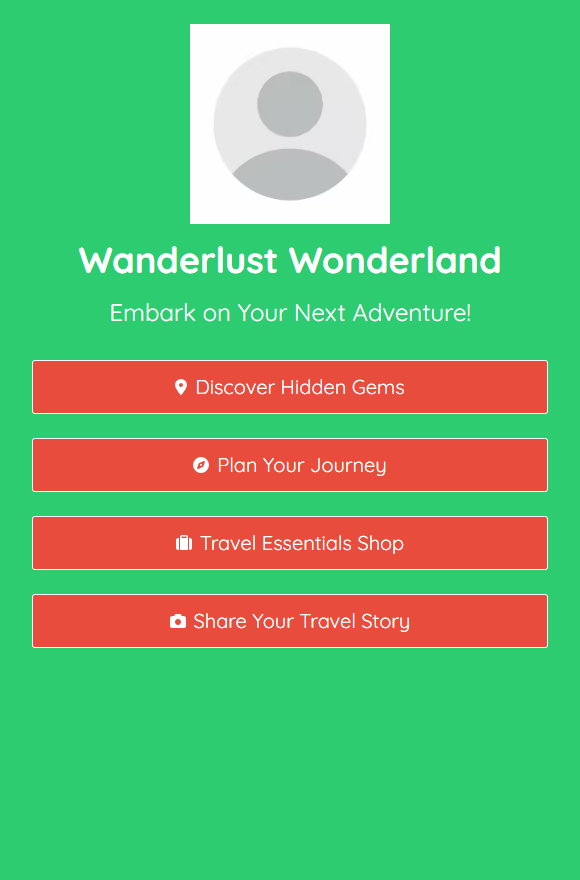 Wanderlust Wonderland
Embark on Your Next Adventure!
Discover Hidden Gems
Plan Your Journey
Travel Essentials Shop
Share Your Travel Story